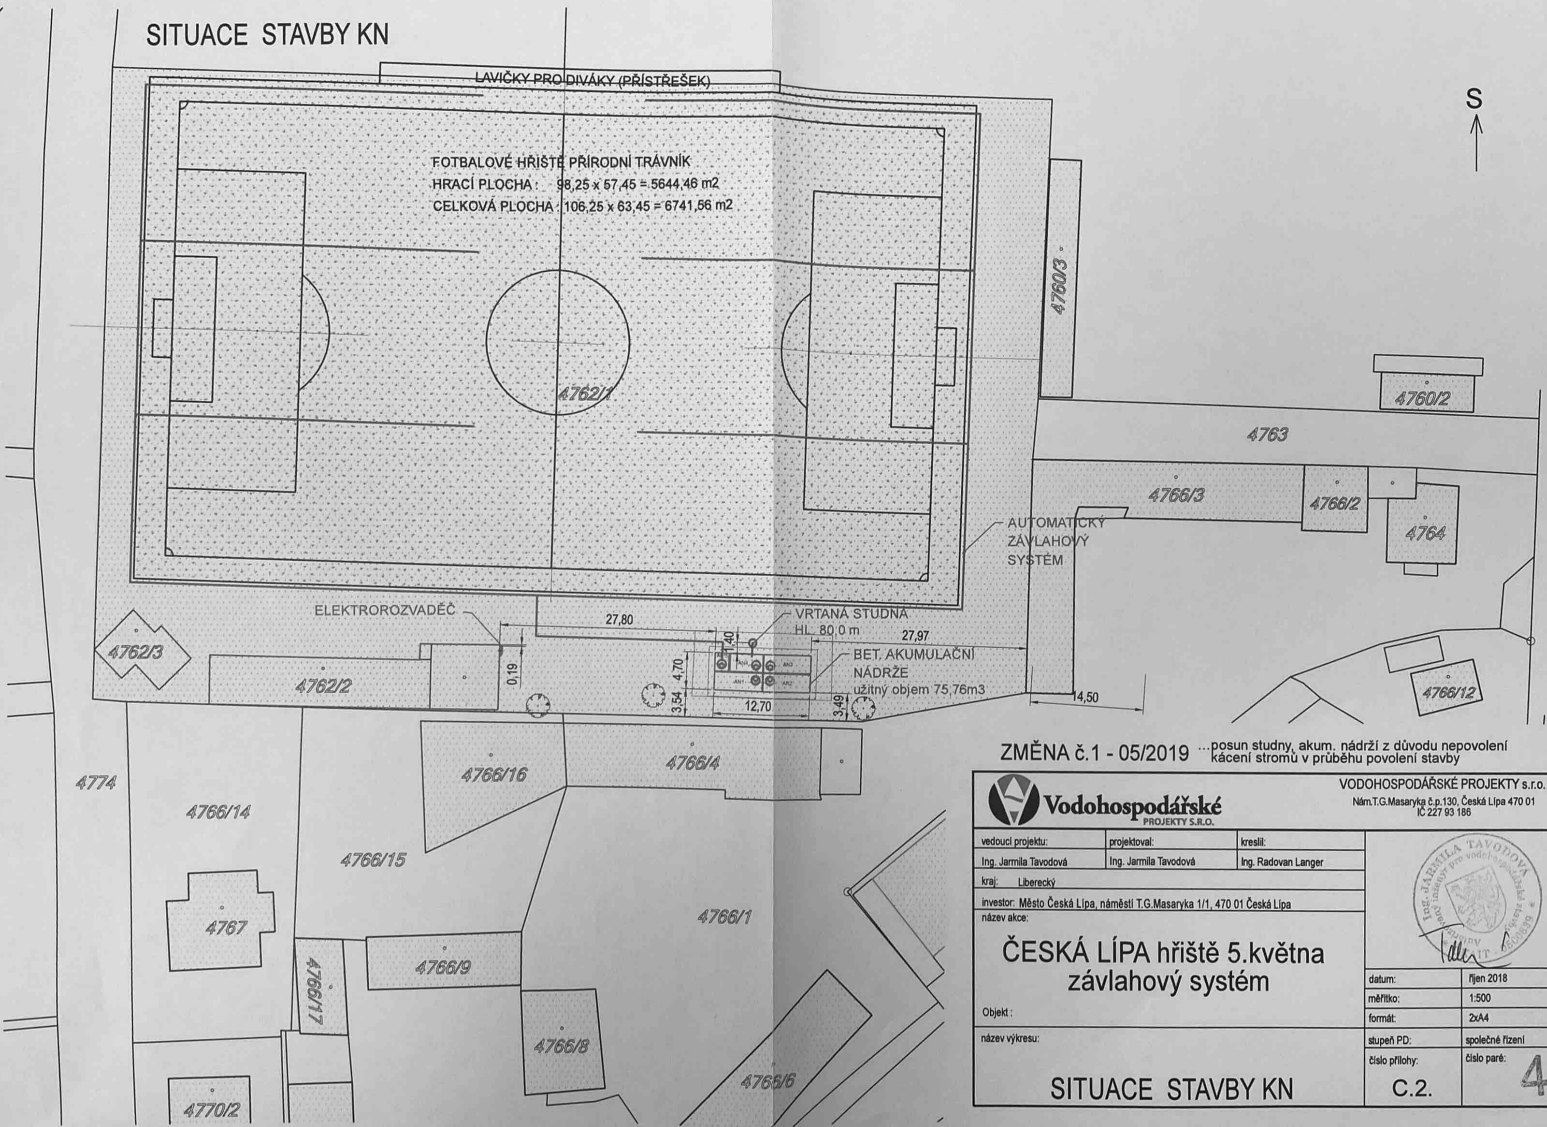 SITUACE STAVBY KN
LAVIČKY PRO DIVÁKY (PŘÍSTŘEŠEK)
S
FOTBALOVÉ HŘIŠTĚ PŘÍRODNÍ TRÁVNÍK
HRACÍ PLOCHA : 98,25 x 57,45 = 5644,46 m2
CELKOVÁ PLOCHA : 106,25 x 63,45 = 6741,56 m2
4760/3
4762/1
4760/2
4763
4766/3
4766/2
4764
AUTOMATICKÝ
ZÁVLAHOVÝ
SYSTÉM
ELEKTROROZVADĚČ
27,80
1,40
VRTANÁ STUDNA
HL. 80,0 m
27,97
BET. AKUMULAČNÍ
NÁDRŽE
užitný objem 75,76m3
4762/3
4762/2
0,19
4,70
AN1
AN2
AN3
3,54
12,70
3,49
14,50
4766/12
4774
4766/14
4766/16
4766/4
4766/15
4767
4766/1
4766/9
4766/17
4766/8
4766/6
4770/2
ZMĚNA č.1 - 05/2019 ...posun studny, akum. nádrží z důvodu nepovolení
kácení stromů v průběhu povolení stavby
Vodohospodářské
PROJEKTY S.R.O.
VODOHOSPODÁŘSKÉ PROJEKTY s.r.o.
Nám.T.G.Masaryka č.p.130, Česká Lípa 470 01
IČ 227 93 186
vedoucí projektu: projektoval: kreslil:
Ing. Jarmila Tavodová Ing. Jarmila Tavodová Ing. Radovan Langer
kraj: Liberecký
investor: Město Česká Lípa, náměstí T.G.Masaryka 1/1, 470 01 Česká Lípa
název akce:
ČESKÁ LÍPA hřiště 5.května
závlahový systém
Objekt :
název výkresu:
SITUACE STAVBY KN
Ing. JARMILA TAVODOVÁ
datum: říjen 2018
měřítko: 1:500
formát: 2xA4
stupeň PD: společné řízení
číslo přílohy: číslo paré:
C.2. 4